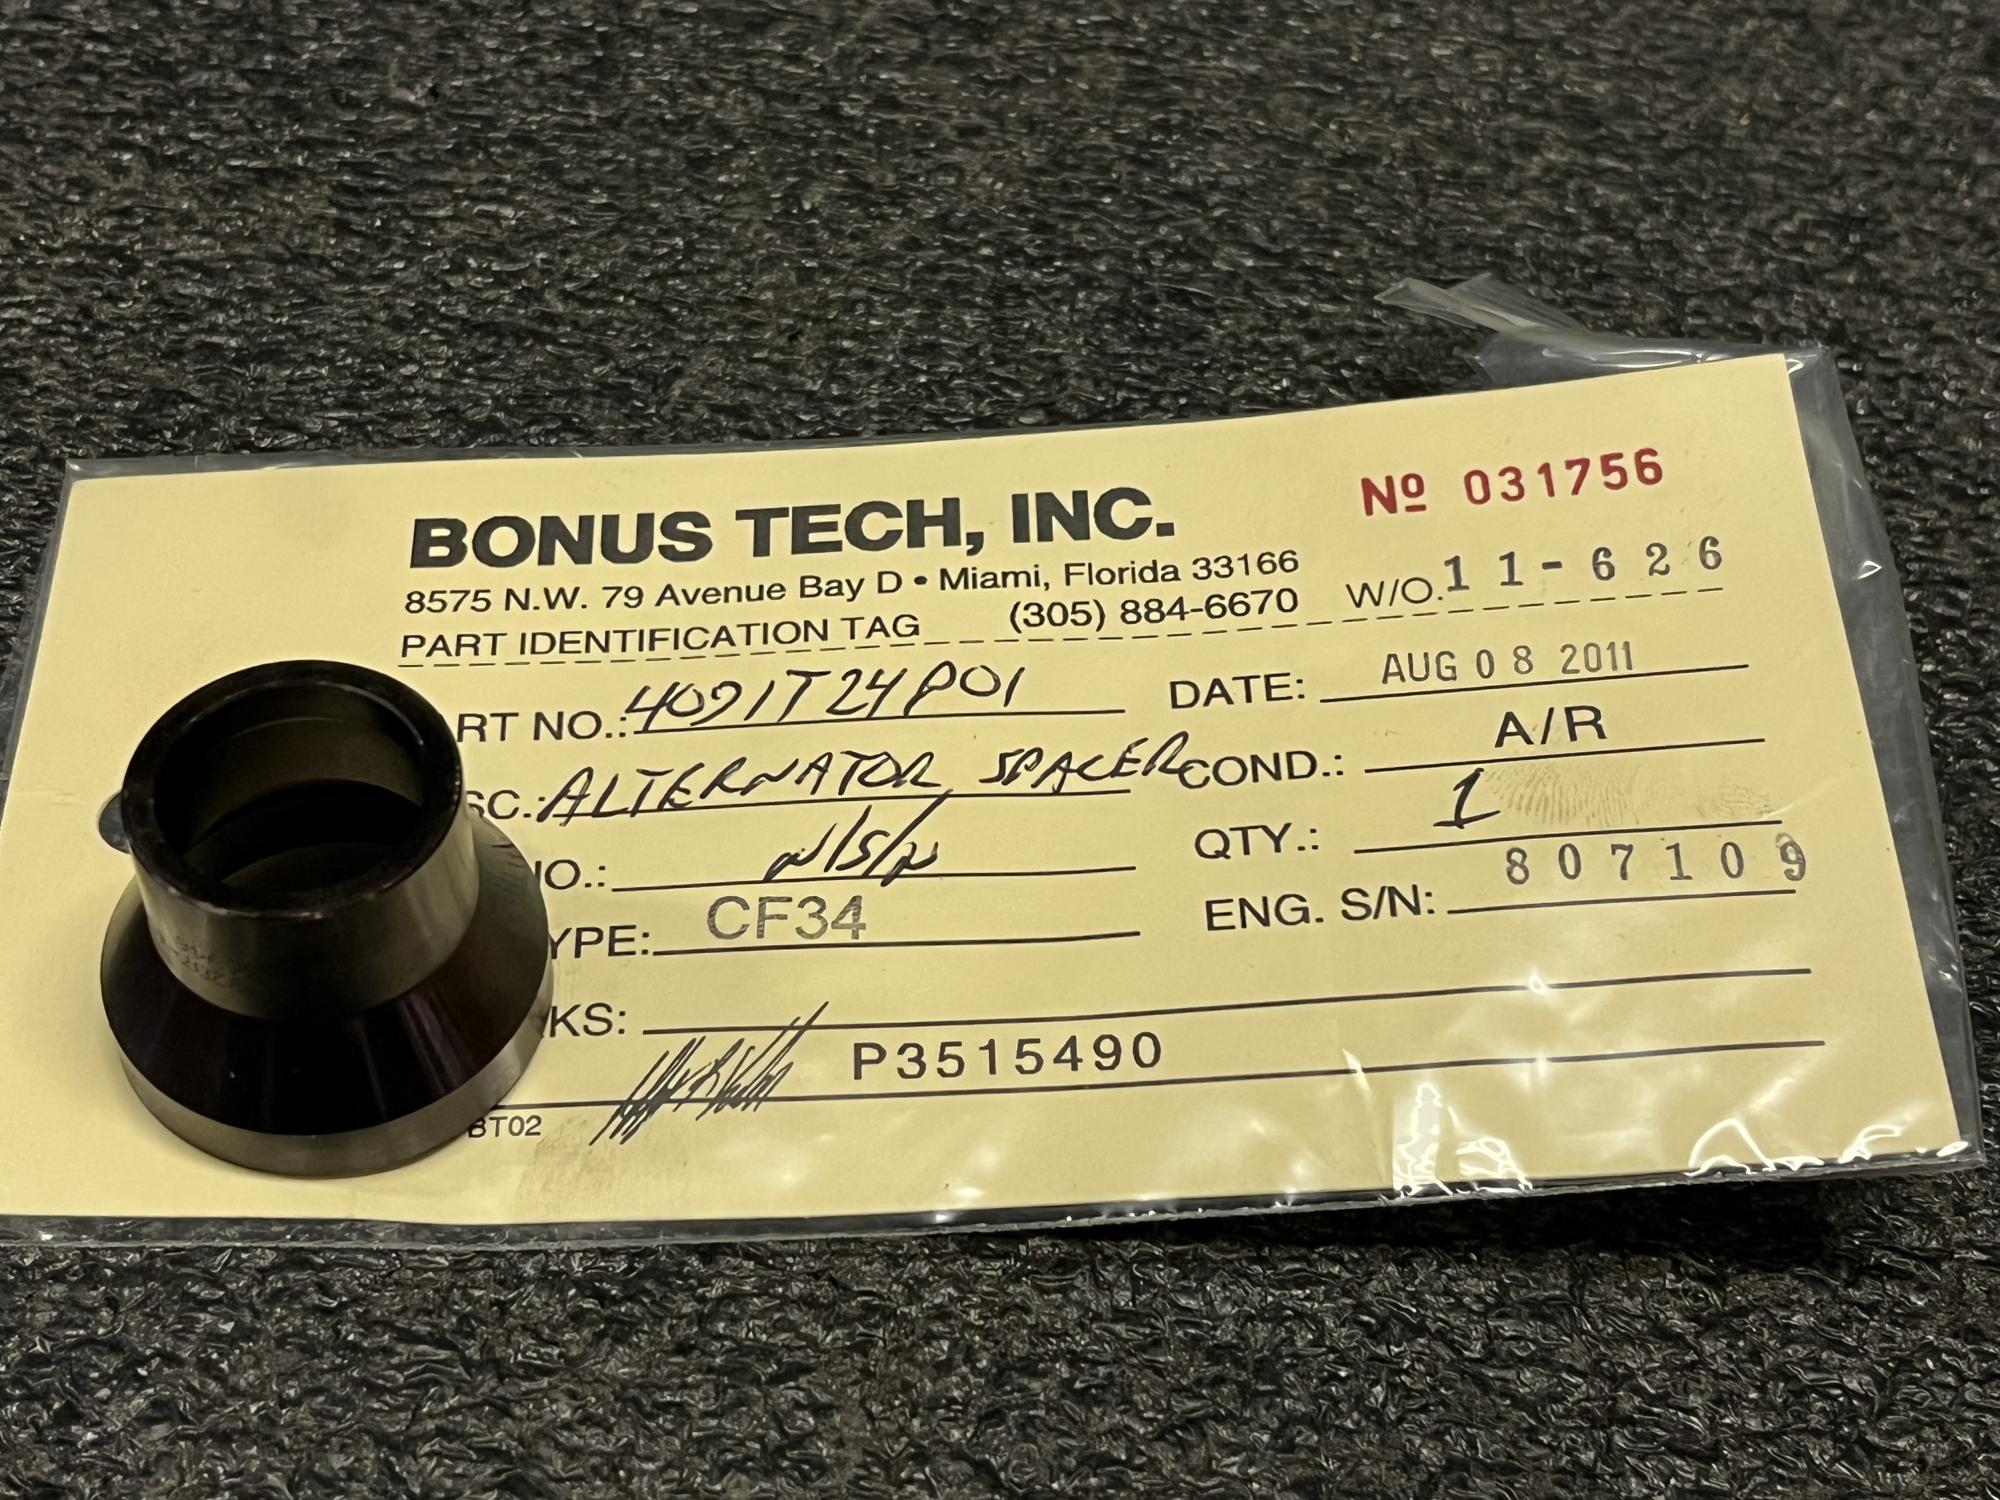 BONUS TECH, INC.
Nº 031756
8575 N.W. 79 Avenue Bay D • Miami, Florida 33166
W/O. 11-626
PART IDENTIFICATION TAG (305) 884-6670
RT NO.: 4091T24P01
DATE: AUG 08 2011
SC.: ALTERNATOR SPACER
COND.: A/R
NO.: N/S/N
QTY.: 1
YPE: CF34
ENG. S/N: 807109
KS:
P3515490
BT02